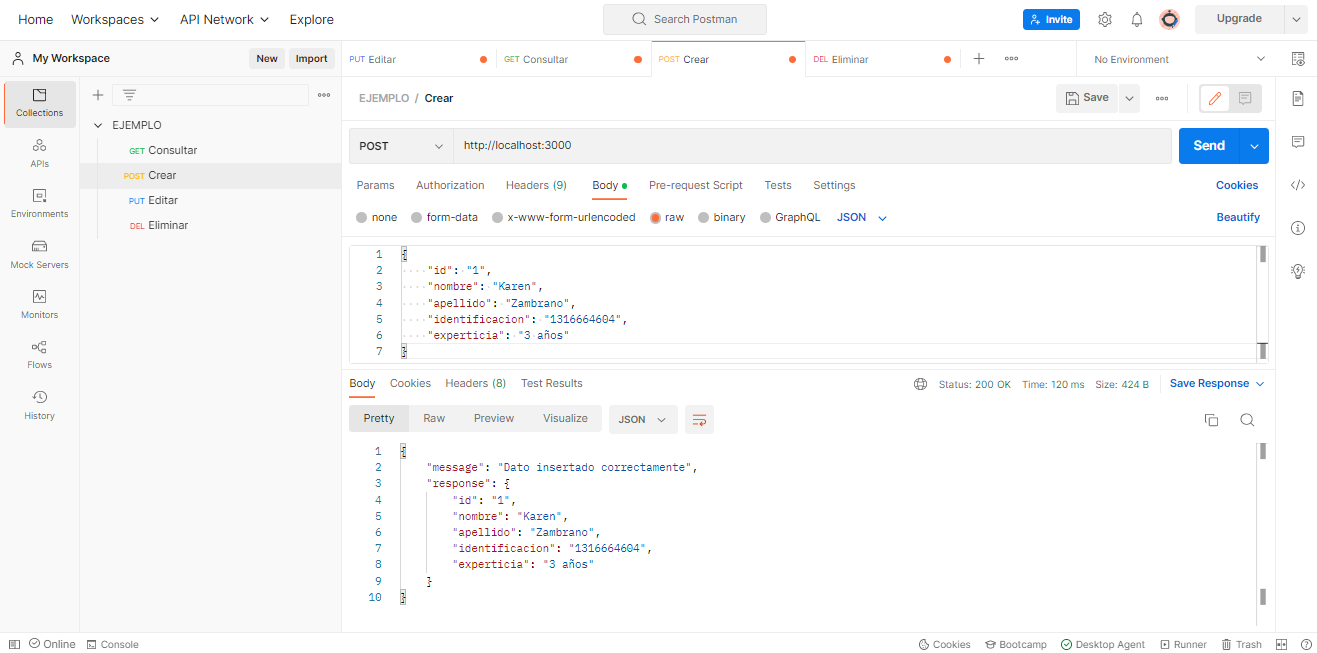 Home Workspaces API Network Explore Search Postman Invite Upgrade
My Workspace New Import PUT Editar GET Consultar POST Crear DEL Eliminar No Environment
Collections
APIs
Environments
Mock Servers
Monitors
Flows
History
EJEMPLO
GET Consultar
POST Crear
PUT Editar
DEL Eliminar
EJEMPLO / Crear Save
POST http://localhost:3000 Send
Params Authorization Headers (9) Body Pre-request Script Tests Settings Cookies
none form-data x-www-form-urlencoded raw binary GraphQL JSON Beautify
1 {
2 "id": "1",
3 "nombre": "Karen",
4 "apellido": "Zambrano",
5 "identificacion": "1316664604",
6 "experticia": "3 años"
7 }
Body Cookies Headers (8) Test Results Status: 200 OK Time: 120 ms Size: 424 B Save Response
Pretty Raw Preview Visualize JSON
1 {
2 "message": "Dato insertado correctamente",
3 "response": {
4 "id": "1",
5 "nombre": "Karen",
6 "apellido": "Zambrano",
7 "identificacion": "1316664604",
8 "experticia": "3 años"
9 }
10 }
Online Console Cookies Bootcamp Desktop Agent Runner Trash